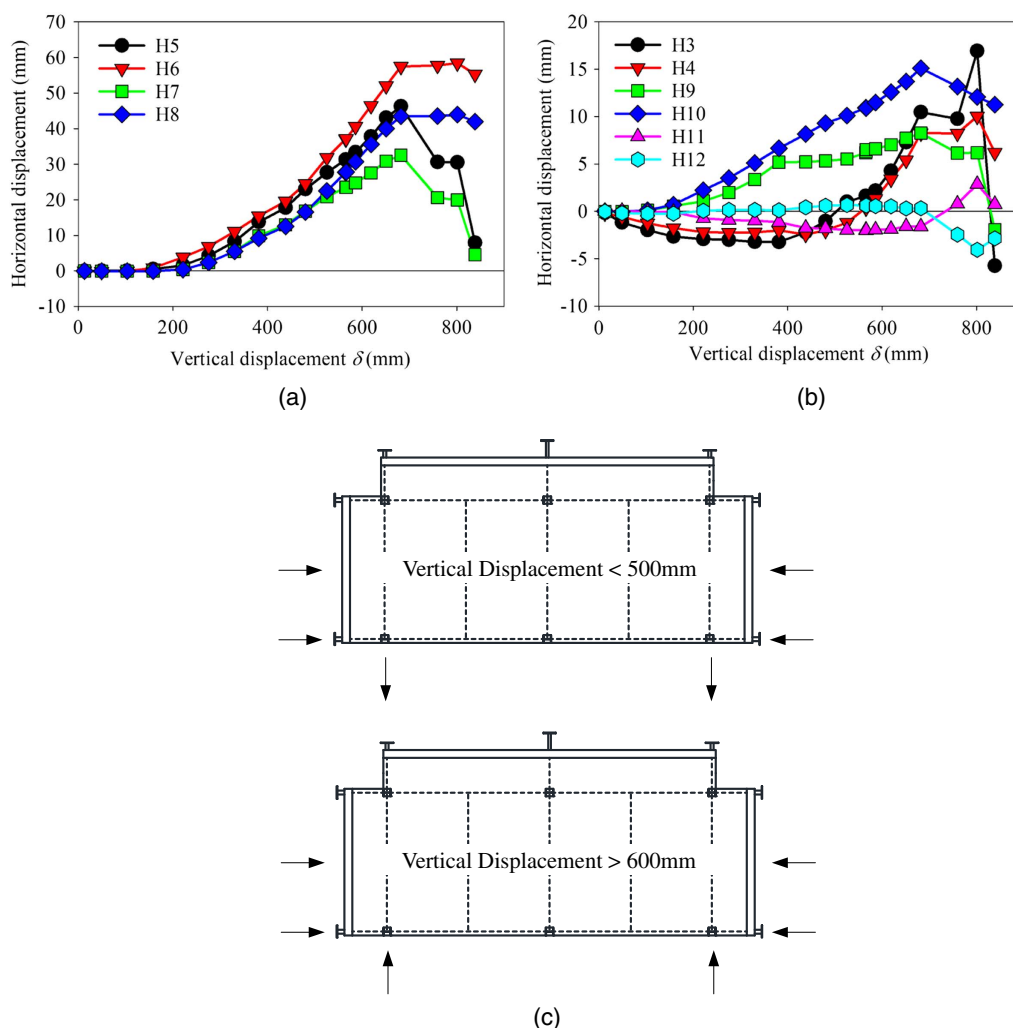 70
60
50
40
30
20
10
0
-10
Horizontal displacement (mm)
H5
H6
H7
H8
0 200 400 600 800
Vertical displacement δ (mm)
(a)
20
15
10
5
0
-5
-10
Horizontal displacement (mm)
H3
H4
H9
H10
H11
H12
0 200 400 600 800
Vertical displacement δ (mm)
(b)
Vertical Displacement < 500mm
Vertical Displacement > 600mm
(c)